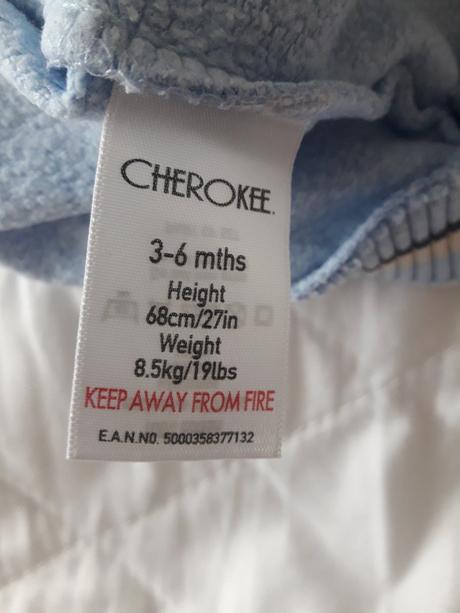 CHEROKEE.
3-6 mths
Height
68cm/27in
Weight
8.5kg/19lbs
KEEP AWAY FROM FIRE
E.A.N.NO. 5000358377132